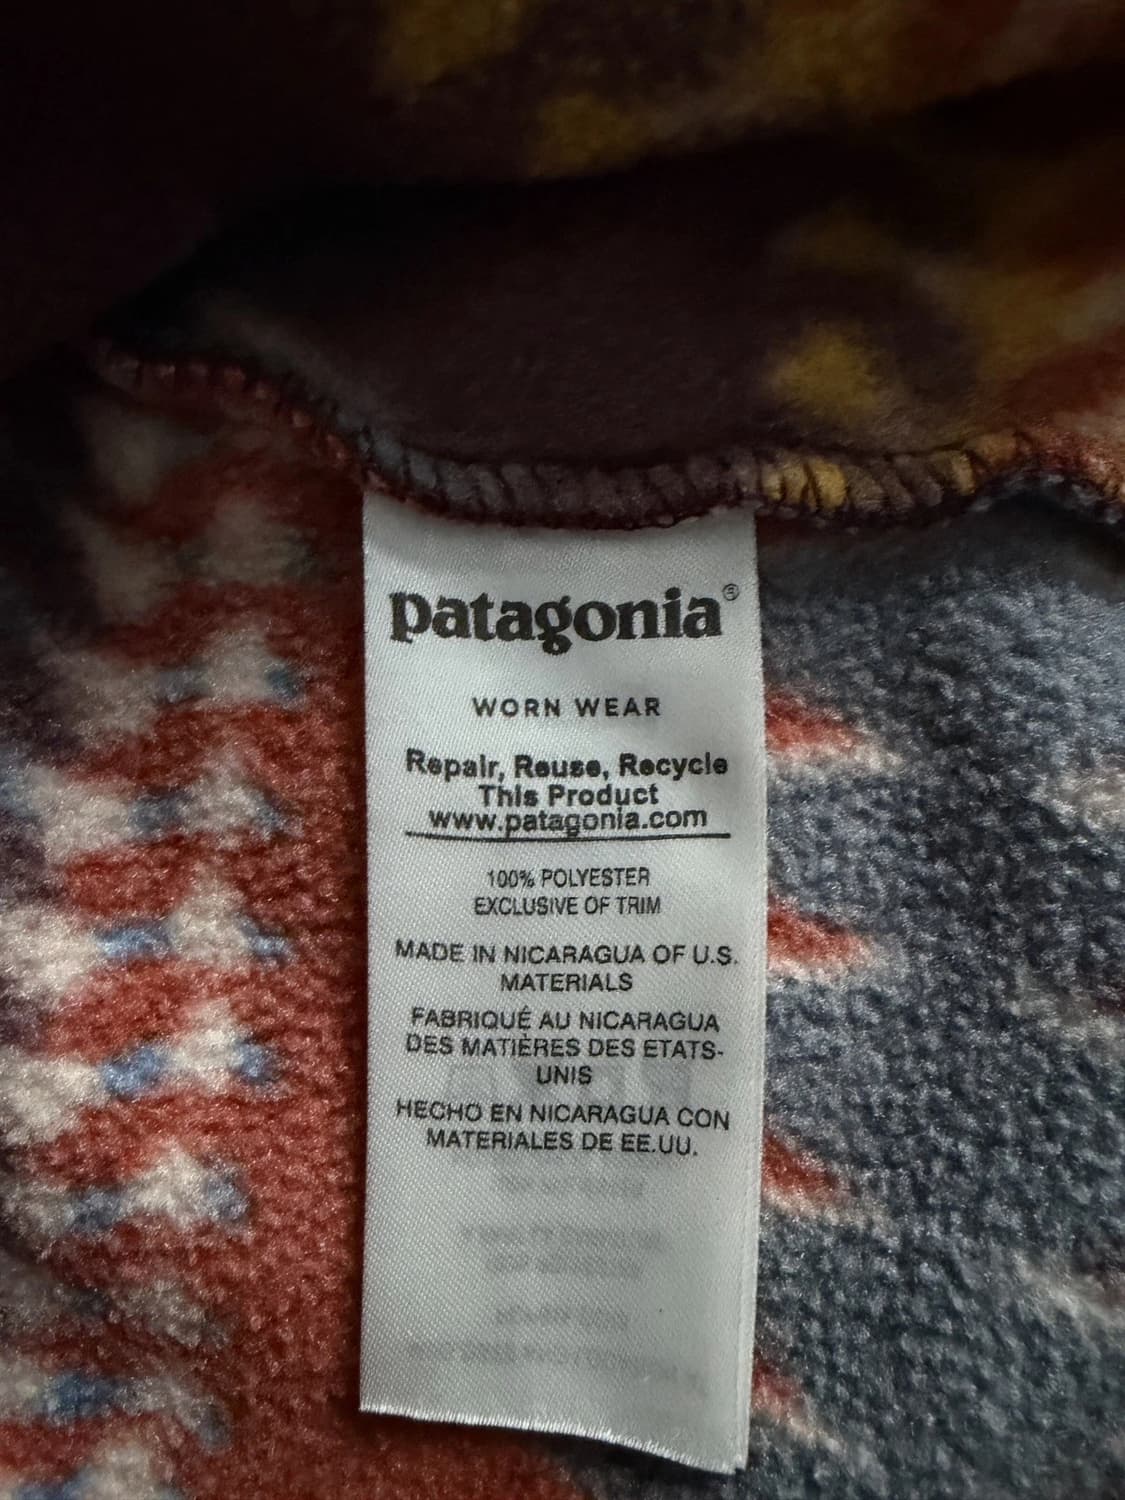 patagonia®
WORN WEAR
Repair, Reuse, Recycle
This Product
www.patagonia.com
100% POLYESTER
EXCLUSIVE OF TRIM
MADE IN NICARAGUA OF U.S.
MATERIALS
FABRIQUÉ AU NICARAGUA
DES MATIÈRES DES ETATS-
UNIS
HECHO EN NICARAGUA CON
MATERIALES DE EE.UU.